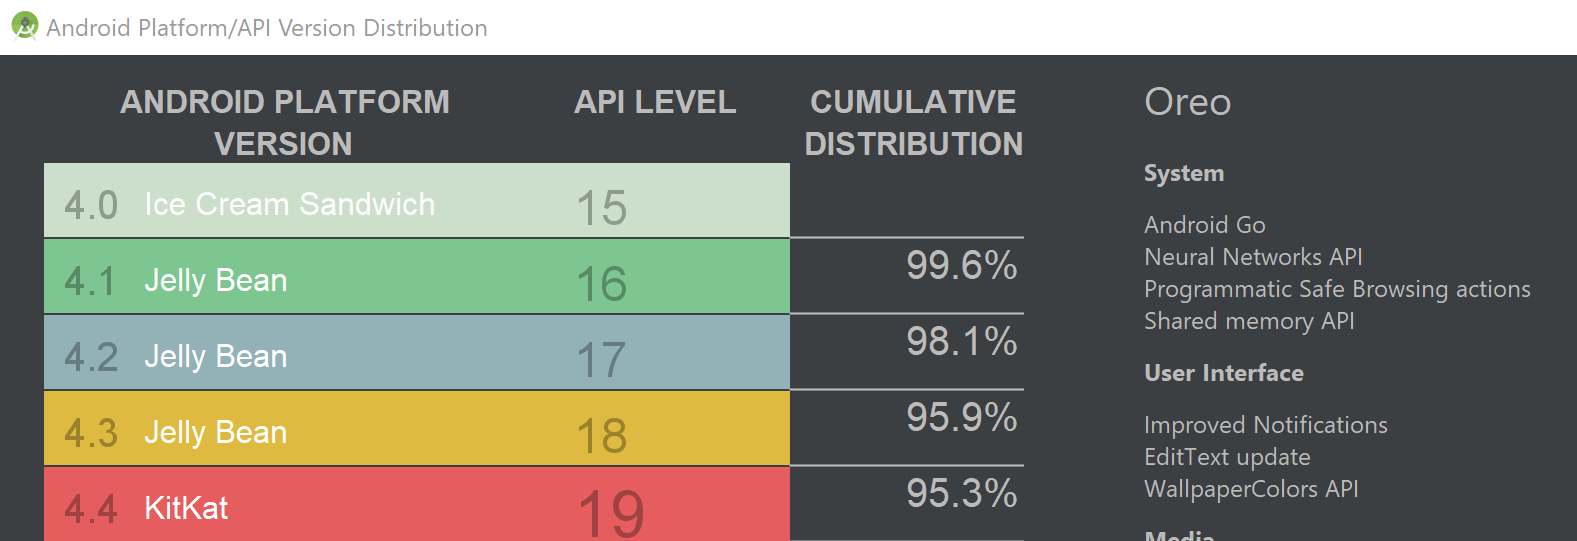 Android Platform/API Version Distribution
ANDROID PLATFORM
VERSION
API LEVEL
CUMULATIVE
DISTRIBUTION
4.0 Ice Cream Sandwich 15
4.1 Jelly Bean 16 99.6%
4.2 Jelly Bean 17 98.1%
4.3 Jelly Bean 18 95.9%
4.4 KitKat 19 95.3%
Oreo
System
Android Go
Neural Networks API
Programmatic Safe Browsing actions
Shared memory API
User Interface
Improved Notifications
EditText update
WallpaperColors API
Media